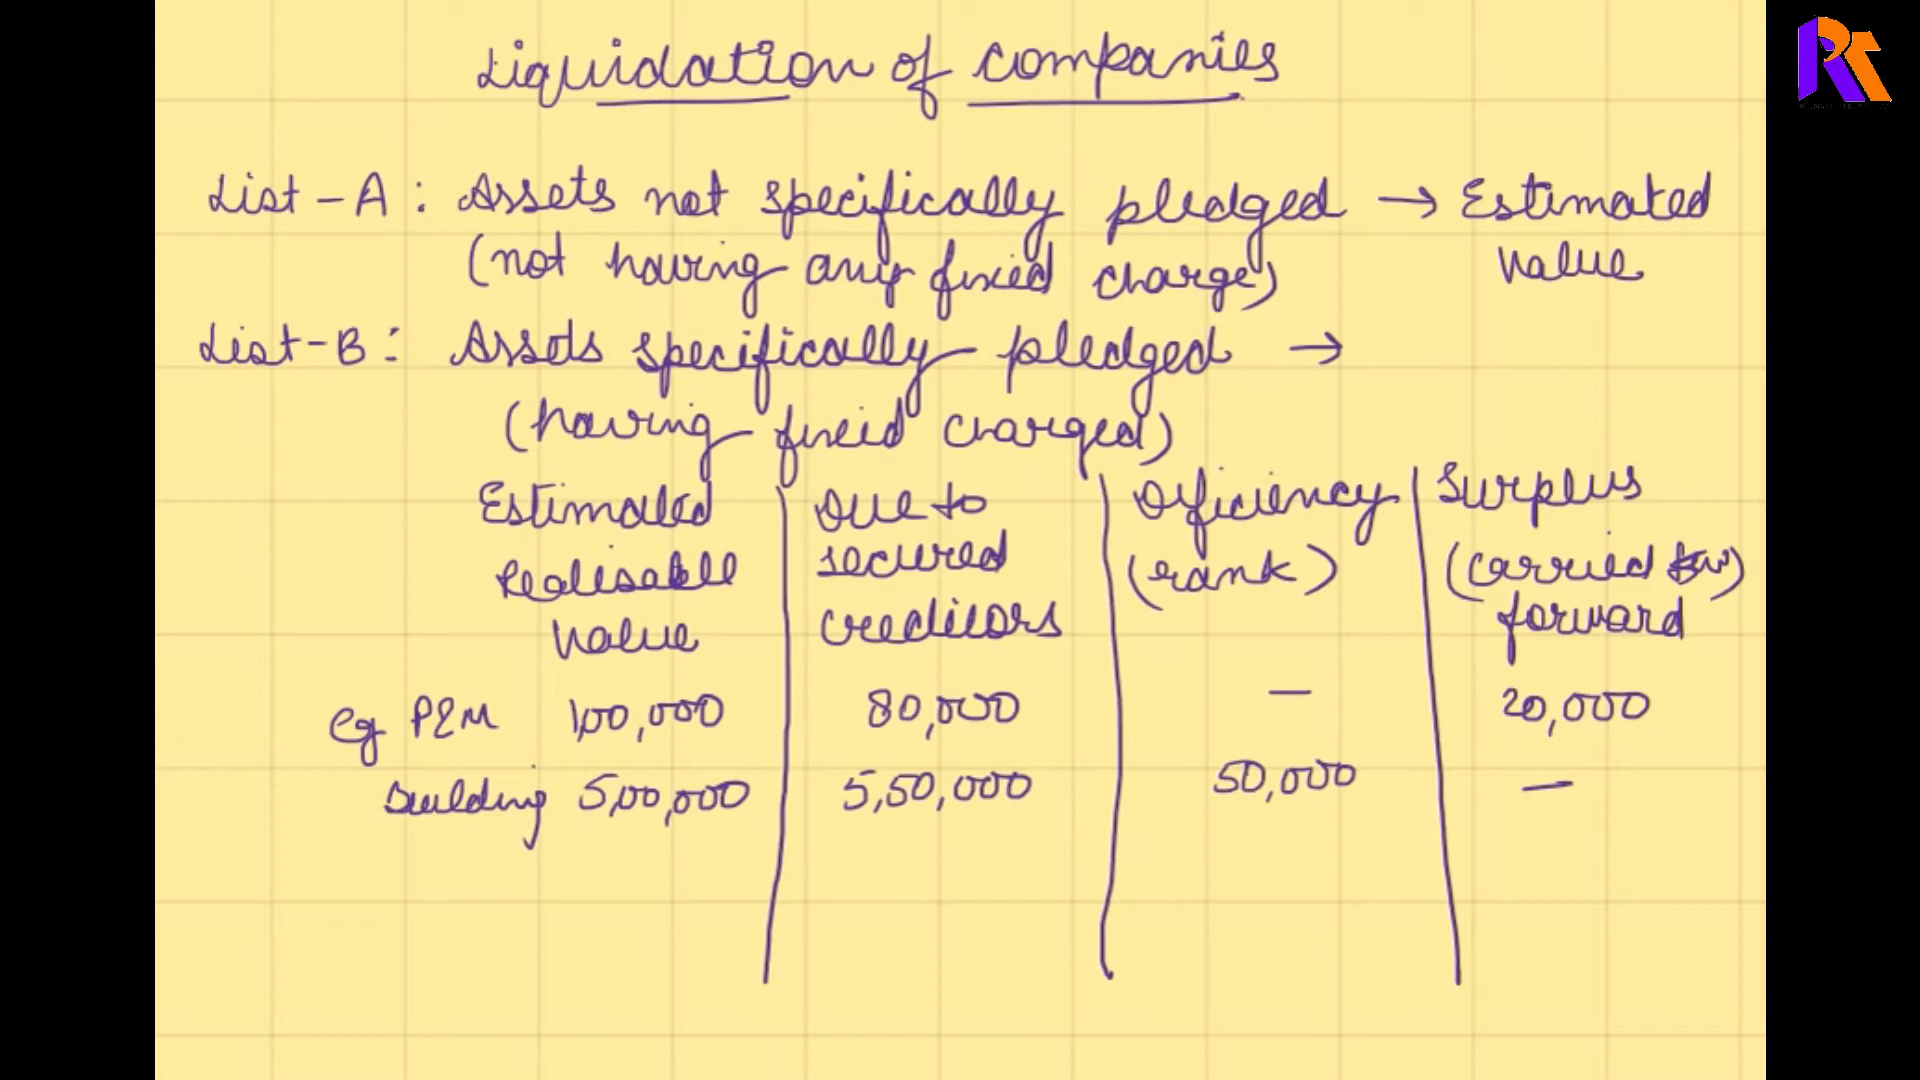 Liquidation of companies
List-A: Assets not specifically pledged → Estimated
(not having any fixed charge) Value
List-B: Assets specifically pledged →
(having fixed charged)
Estimated Due to Deficiency Surplus
Realisable secured (rank) (carried)
Value creditors forward
eg P&M 1,00,000 80,000 — 20,000
Building 5,00,000 5,50,000 50,000 —
RT